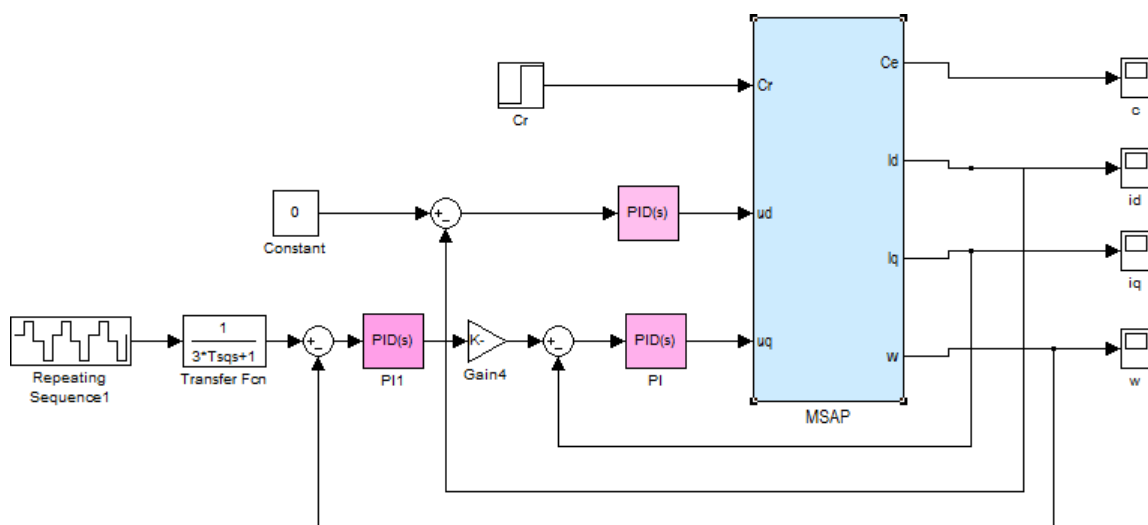 Cr
Cr
Ce
c
Id
id
0
Constant
PID(s)
ud
Iq
iq
Repeating
Sequence1
1
3*Tsqs+1
Transfer Fcn
PID(s)
PI1
K-
Gain4
PID(s)
PI
uq
w
w
MSAP